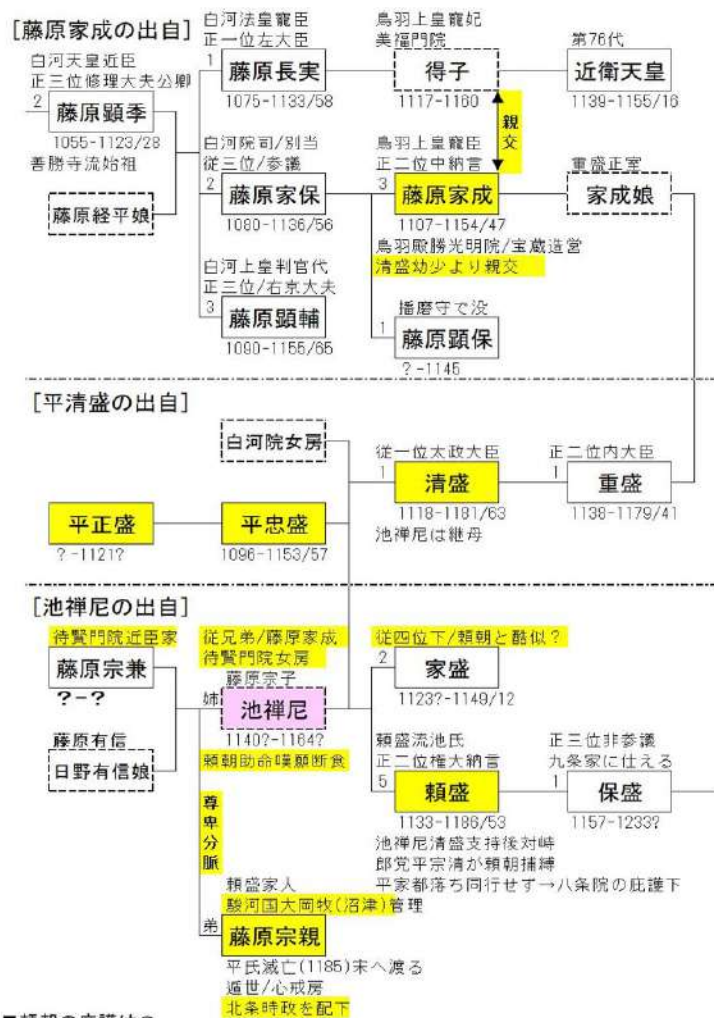 [藤原家成の出自]
白河天皇近臣
正三位修理大夫公卿
2
藤原顕季
1055-1123/28
善勝寺流始祖
藤原経平娘
白河法皇寵臣
正一位左大臣
1
藤原長実
1075-1133/58
鳥羽上皇寵妃
美福門院
得子
1117-1160
第76代
近衛天皇
1139-1155/16
親交
白河院司/別当
従三位/参議
2
藤原家保
1080-1136/56
鳥羽上皇寵臣
正二位中納言
3
藤原家成
1107-1154/47
鳥羽殿勝光明院/宝蔵造営
清盛幼少より親交
重盛正室
家成娘
白河上皇判官代
正三位/右京大夫
3
藤原顕輔
1090-1155/65
播磨守で没
1
藤原顕保
?-1145
[平清盛の出自]
白河院女房
平正盛
?-1121?
平忠盛
1096-1153/57
従一位太政大臣
1
清盛
1118-1181/63
池禅尼は継母
正二位内大臣
1
重盛
1138-1179/41
[池禅尼の出自]
待賢門院近臣家
藤原宗兼
?-?
藤原有信
日野有信娘
従兄弟/藤原家成
待賢門院女房
藤原宗子
姉
池禅尼
1140?-1164?
頼朝助命嘆願断食
従四位下/頼朝と酷似?
2
家盛
1123?-1149/12
頼盛流池氏
正二位権大納言
5
頼盛
1133-1186/53
池禅尼清盛支持後対峙
郎党平宗清が頼朝捕縛
平家都落ち同行せず→八条院の庇護下
正三位非参議
九条家に仕える
1
保盛
1157-1233?
尊卑分脈
頼盛家人
駿河国大岡牧(沼津)管理
弟
藤原宗親
平氏滅亡(1185)宋へ渡る
遁世/心戒房
北条時政を配下